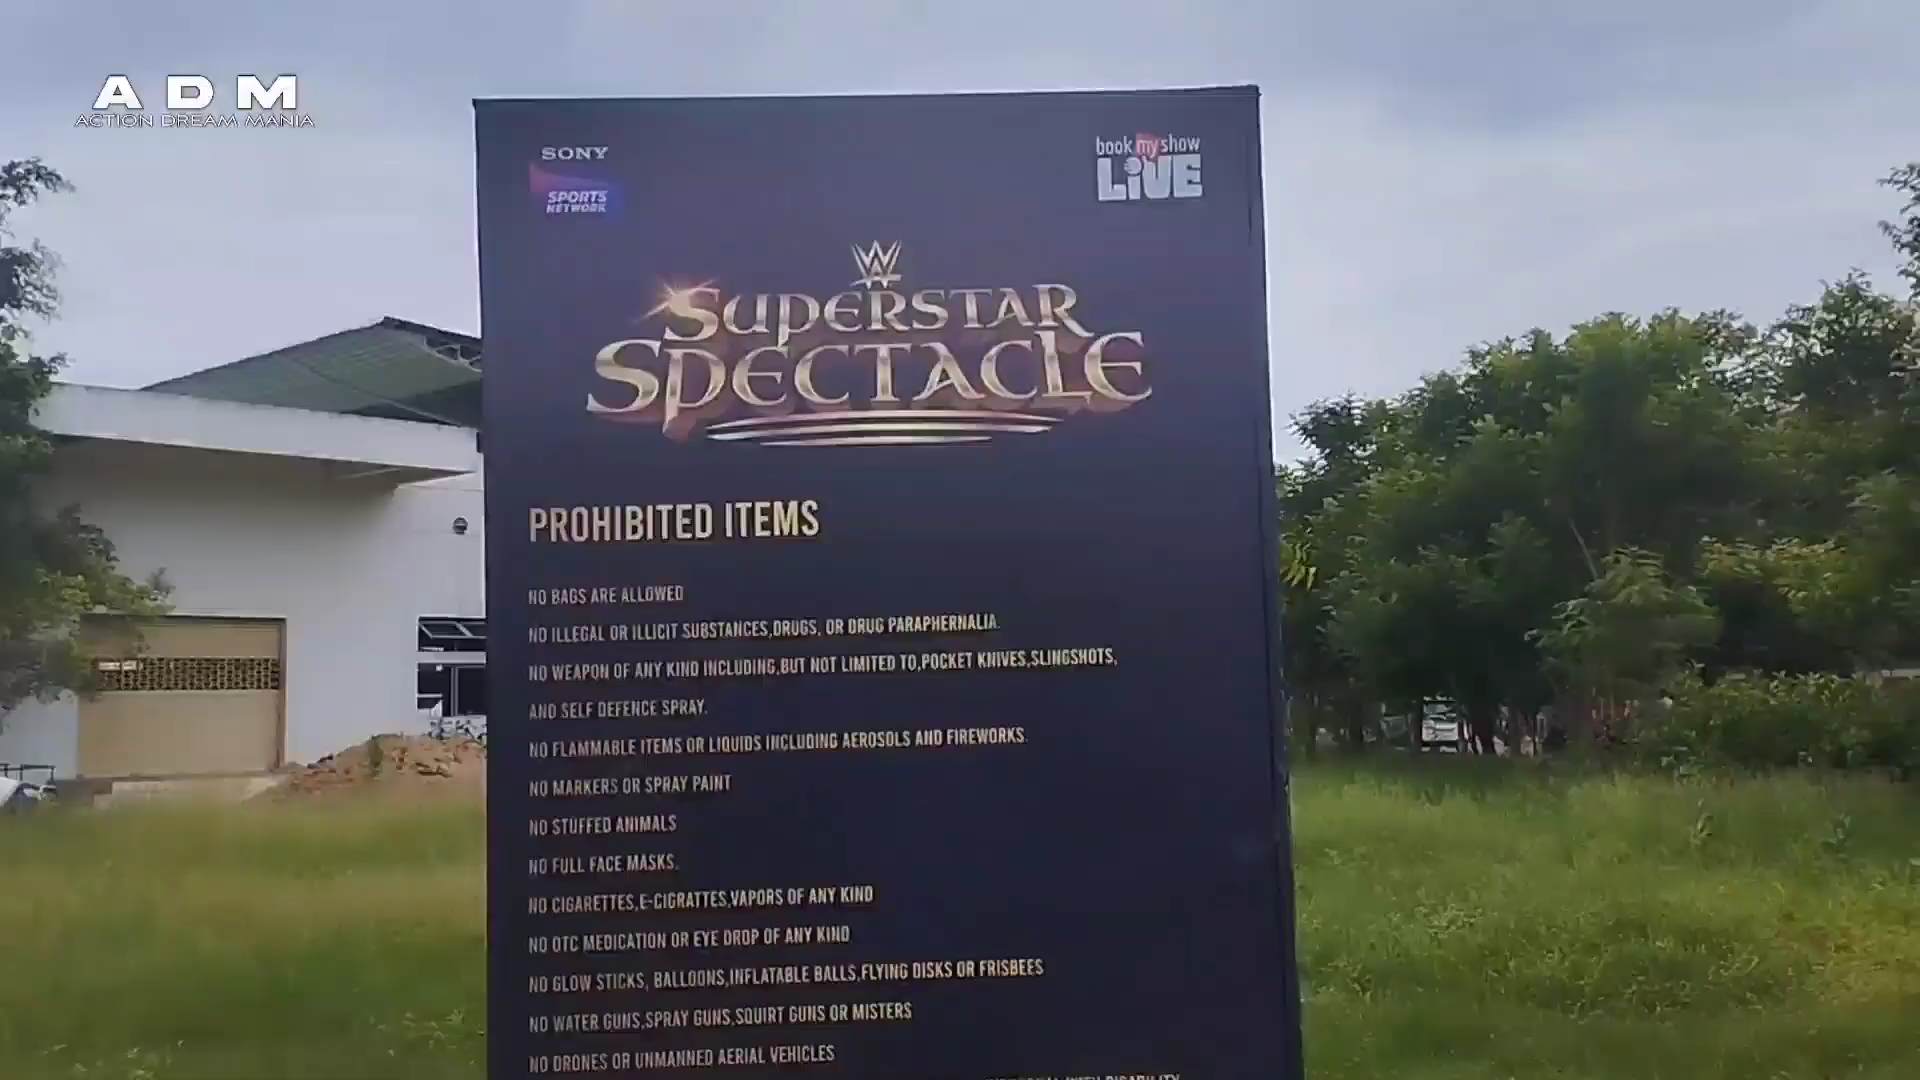 ADM
ACTION DREAM MANIA
SONY
SPORTS
NETWORK
book my show
LIVE
W
SUPERSTAR
SPECTACLE
PROHIBITED ITEMS
NO BAGS ARE ALLOWED
NO ILLEGAL OR ILLICIT SUBSTANCES,DRUGS, OR DRUG PARAPHERNALIA.
NO WEAPON OF ANY KIND INCLUDING,BUT NOT LIMITED TO,POCKET KNIVES,SLINGSHOTS,
AND SELF DEFENCE SPRAY.
NO FLAMMABLE ITEMS OR LIQUIDS INCLUDING AEROSOLS AND FIREWORKS.
NO MARKERS OR SPRAY PAINT
NO STUFFED ANIMALS
NO FULL FACE MASKS.
NO CIGARETTES,E-CIGRATTES,VAPORS OF ANY KIND
NO OTC MEDICATION OR EYE DROP OF ANY KIND
NO GLOW STICKS, BALLOONS,INFLATABLE BALLS,FLYING DISKS OR FRISBEES
NO WATER GUNS,SPRAY GUNS,SQUIRT GUNS OR MISTERS
NO DRONES OR UNMANNED AERIAL VEHICLES
WITH DISABILITY